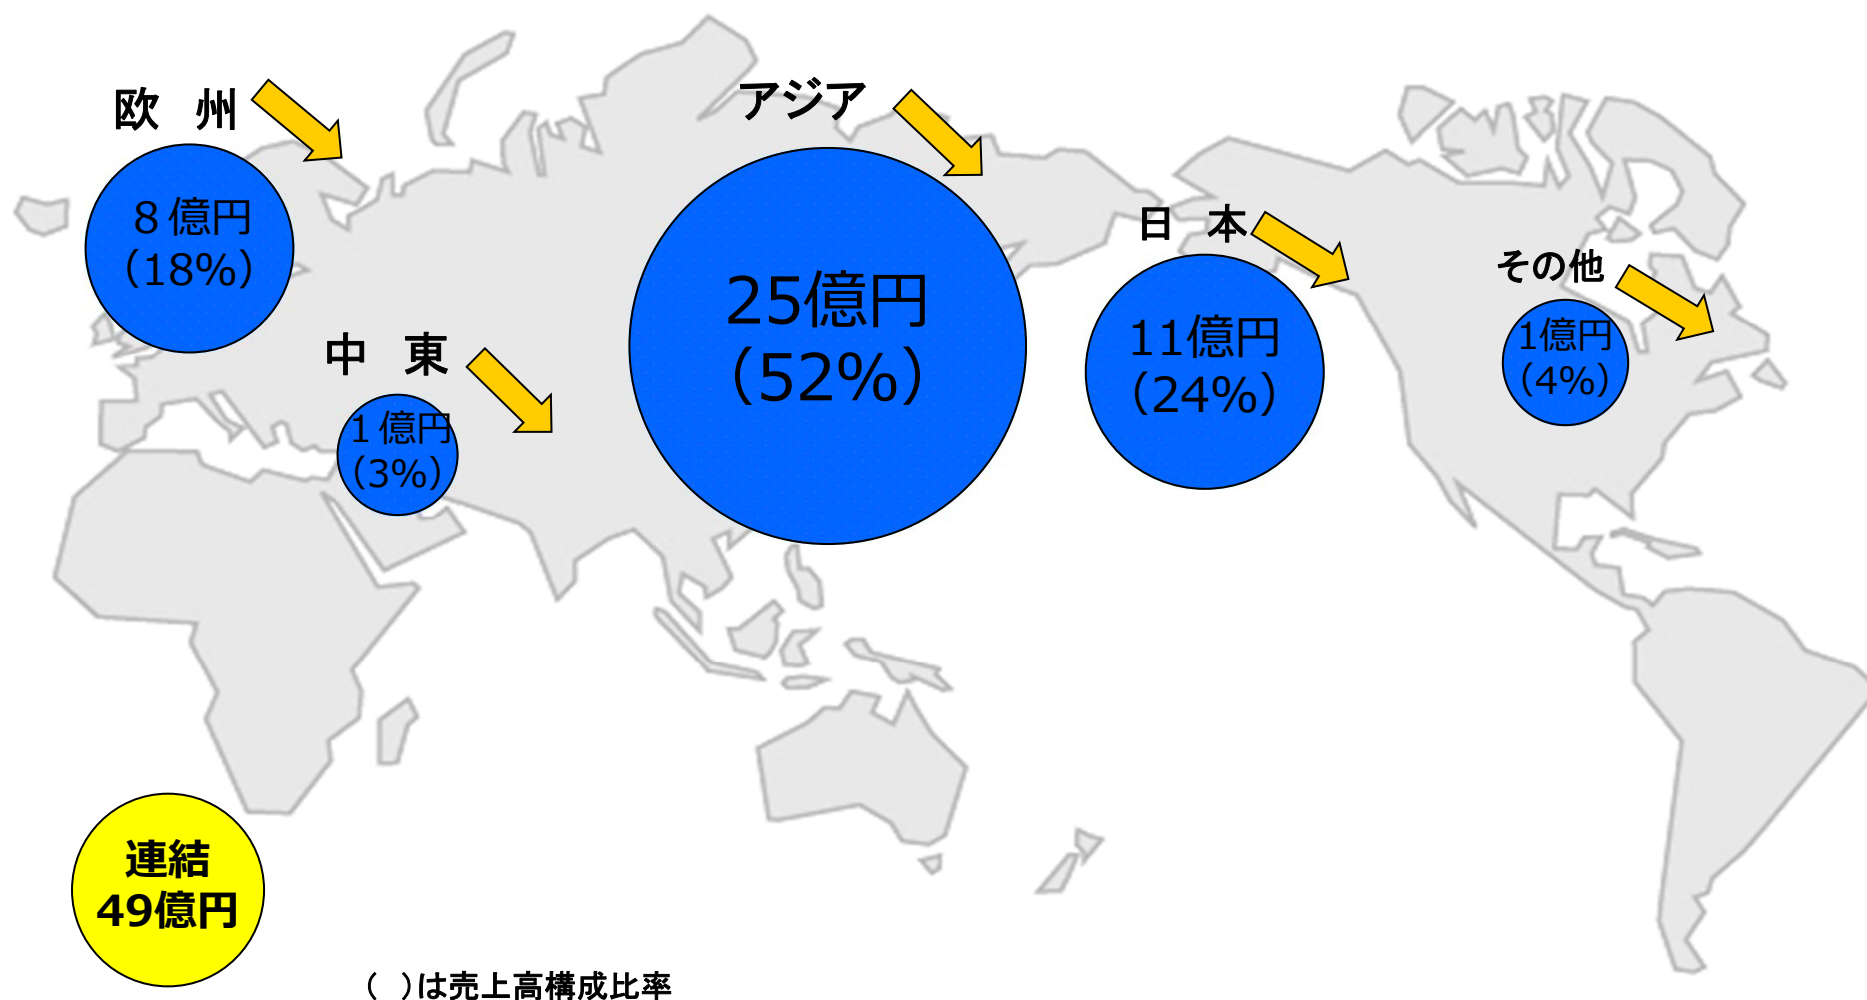 欧　州
８億円
（18%）
中　東
１億円
（3%）
アジア
25億円
（52%）
日　本
11億円
（24%）
その他
1億円
（4%）
連結
49億円
（　）は売上高構成比率